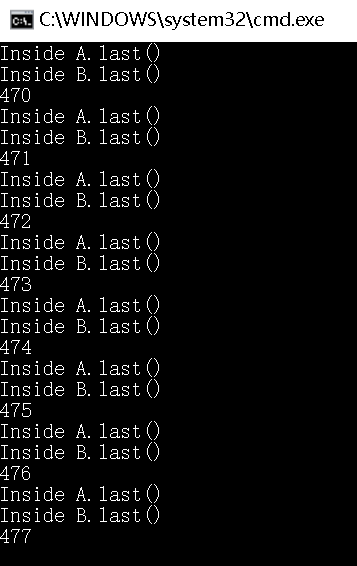 C:\WINDOWS\system32\cmd.exe
Inside A.last()
Inside B.last()
470
Inside A.last()
Inside B.last()
471
Inside A.last()
Inside B.last()
472
Inside A.last()
Inside B.last()
473
Inside A.last()
Inside B.last()
474
Inside A.last()
Inside B.last()
475
Inside A.last()
Inside B.last()
476
Inside A.last()
Inside B.last()
477